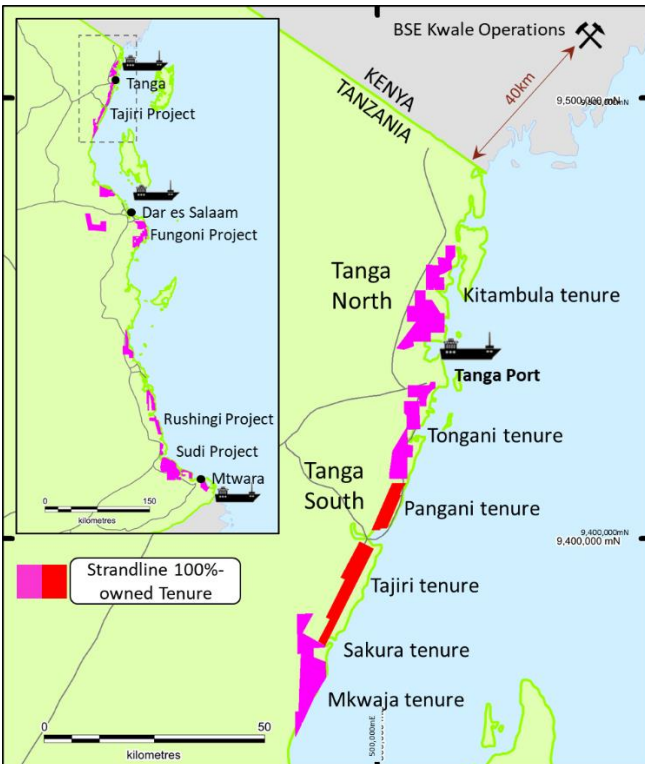 BSE Kwale Operations
KENYA
TANZANIA
40km
9,500,000mN
Tanga
Tajiri Project
Dar es Salaam
Fungoni Project
Rushingi Project
Sudi Project
Mtwara
0 150
kilometres
Tanga
North
Kitambula tenure
Tanga Port
Tongani tenure
Tanga
South
Pangani tenure
9,400,000mN
9,400,000 mN
Strandline 100%-
owned Tenure
Tajiri tenure
Sakura tenure
Mkwaja tenure
0 50
kilometres
500,000mE